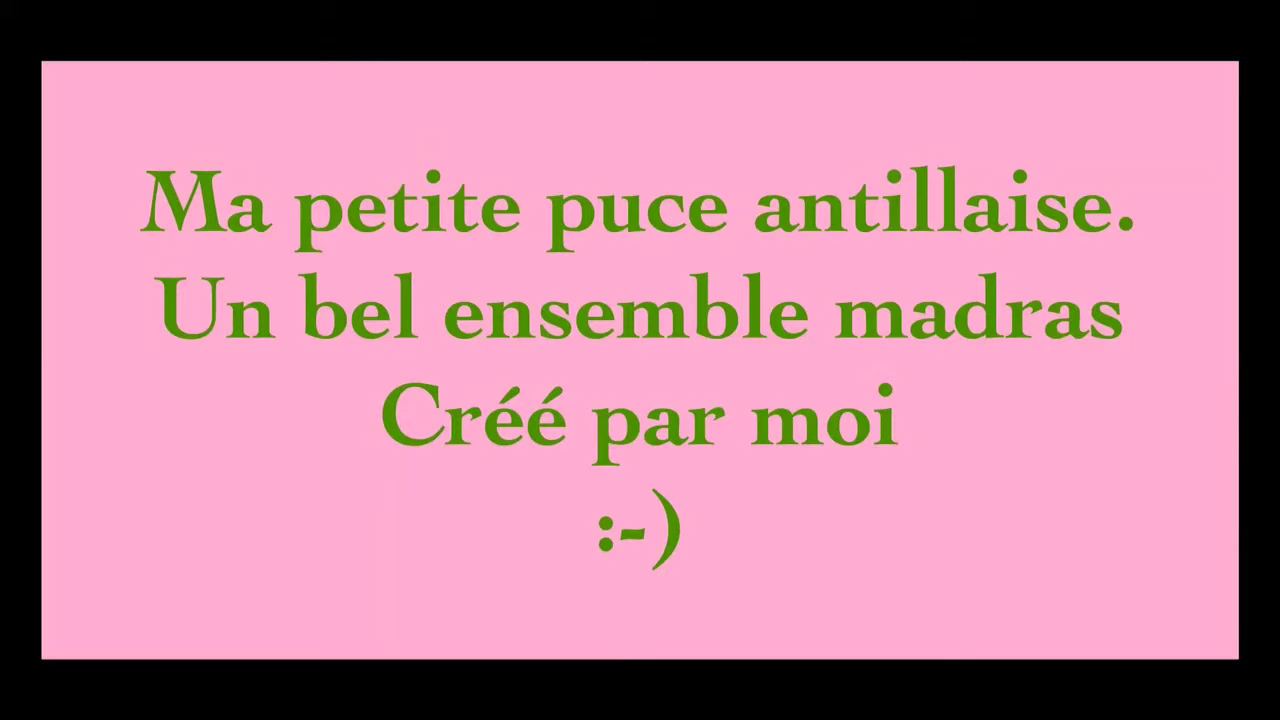 Ma petite puce antillaise.
Un bel ensemble madras
Créé par moi
:-)